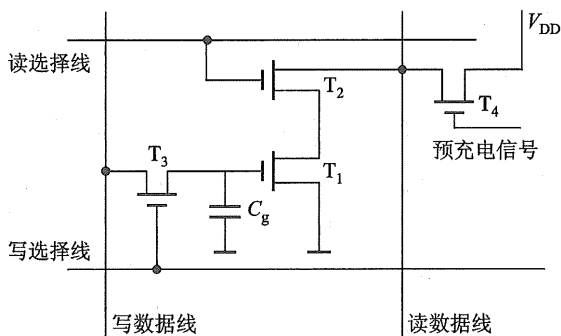 V_DD
读选择线
T₂
T₄
预充电信号
T₃
T₁
C_g
写选择线
写数据线
读数据线